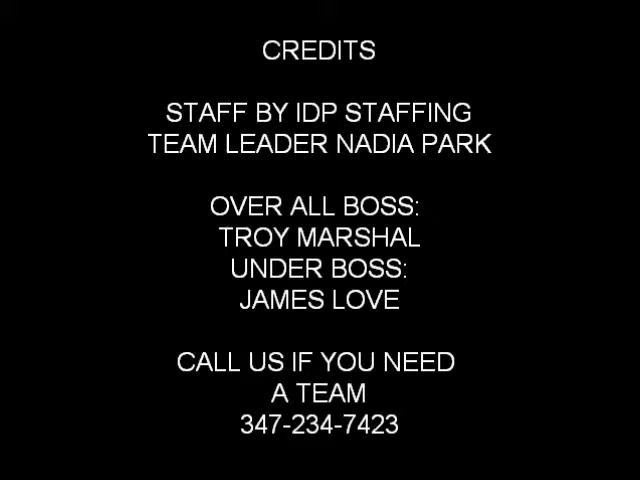 CREDITS
STAFF BY IDP STAFFING
TEAM LEADER NADIA PARK
OVER ALL BOSS:
TROY MARSHAL
UNDER BOSS:
JAMES LOVE
CALL US IF YOU NEED
A TEAM
347-234-7423